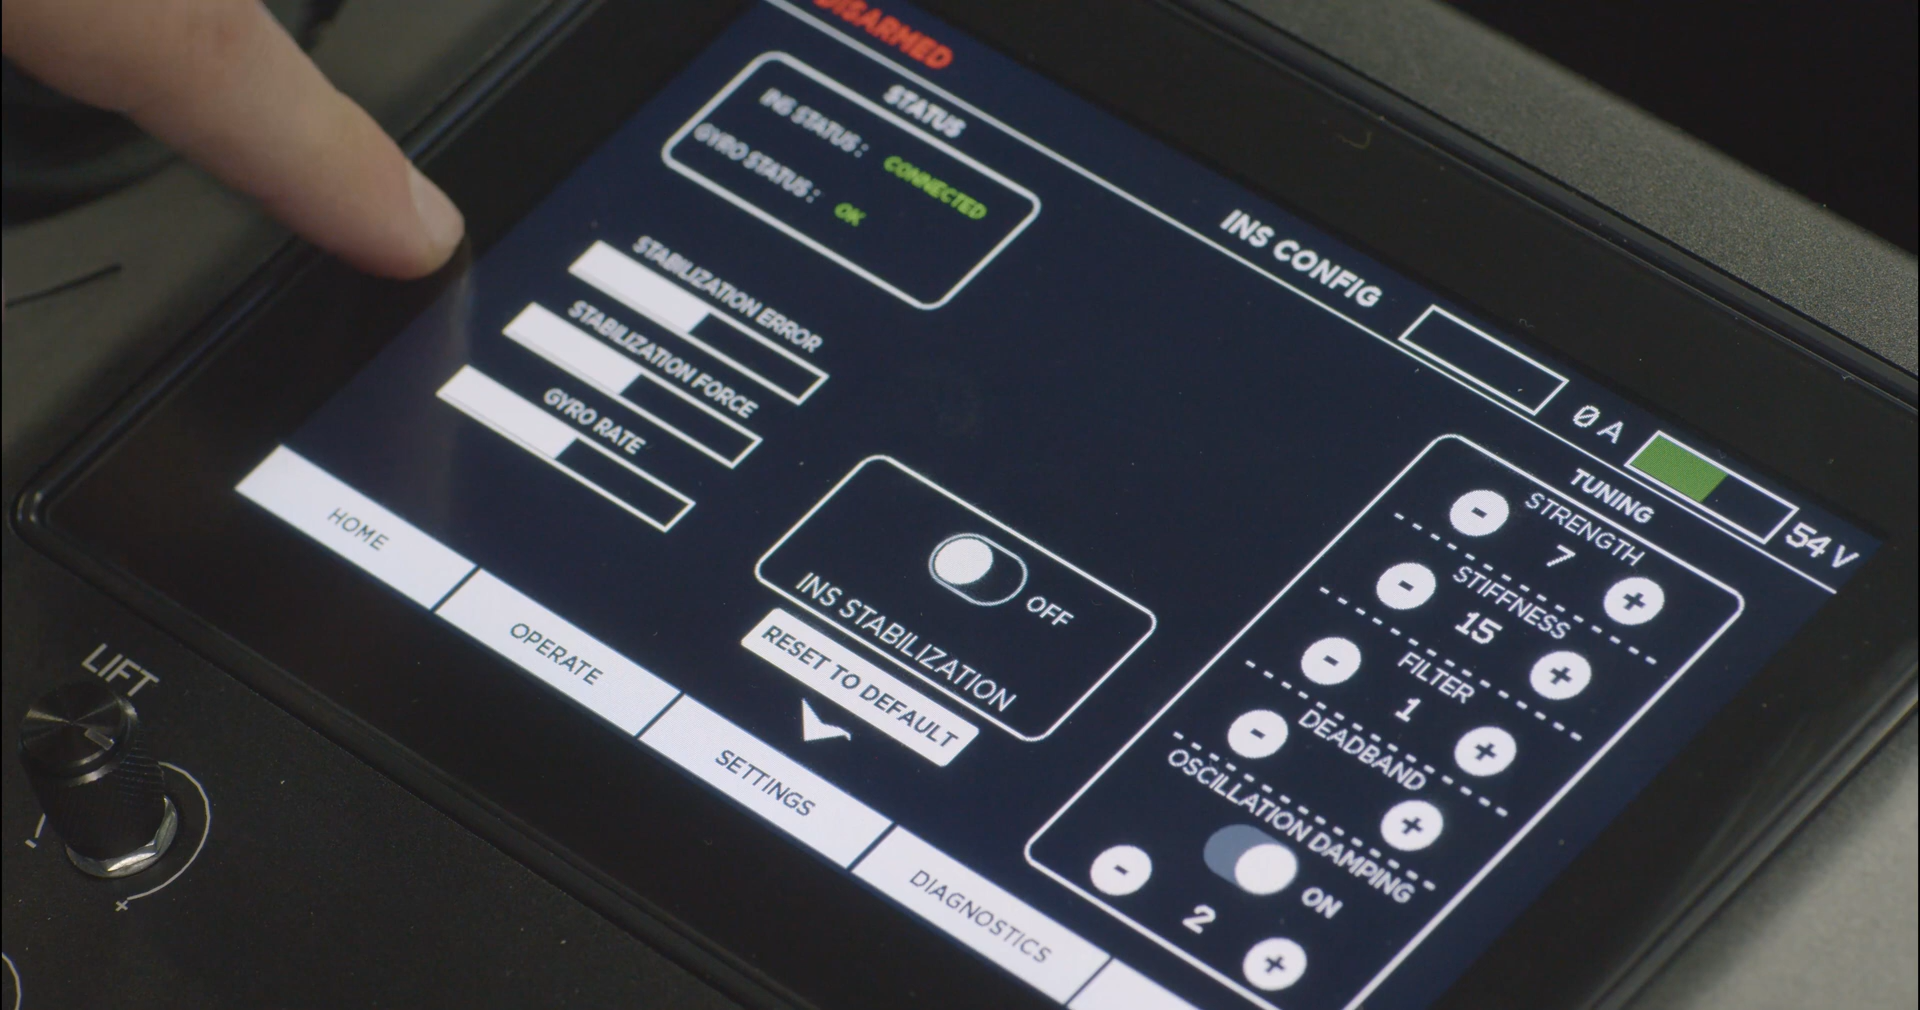 DISARMED
INS CONFIG
0 A
54 V
STATUS
INS STATUS : CONNECTED
GYRO STATUS : OK
STABILIZATION ERROR
STABILIZATION FORCE
GYRO RATE
OFF
INS STABILIZATION
RESET TO DEFAULT
TUNING
STRENGTH
- 7 +
STIFFNESS
- 15 +
FILTER
- 1 +
DEADBAND
- +
OSCILLATION DAMPING
ON
- 2 +
HOME
OPERATE
SETTINGS
DIAGNOSTICS
LIFT
- +